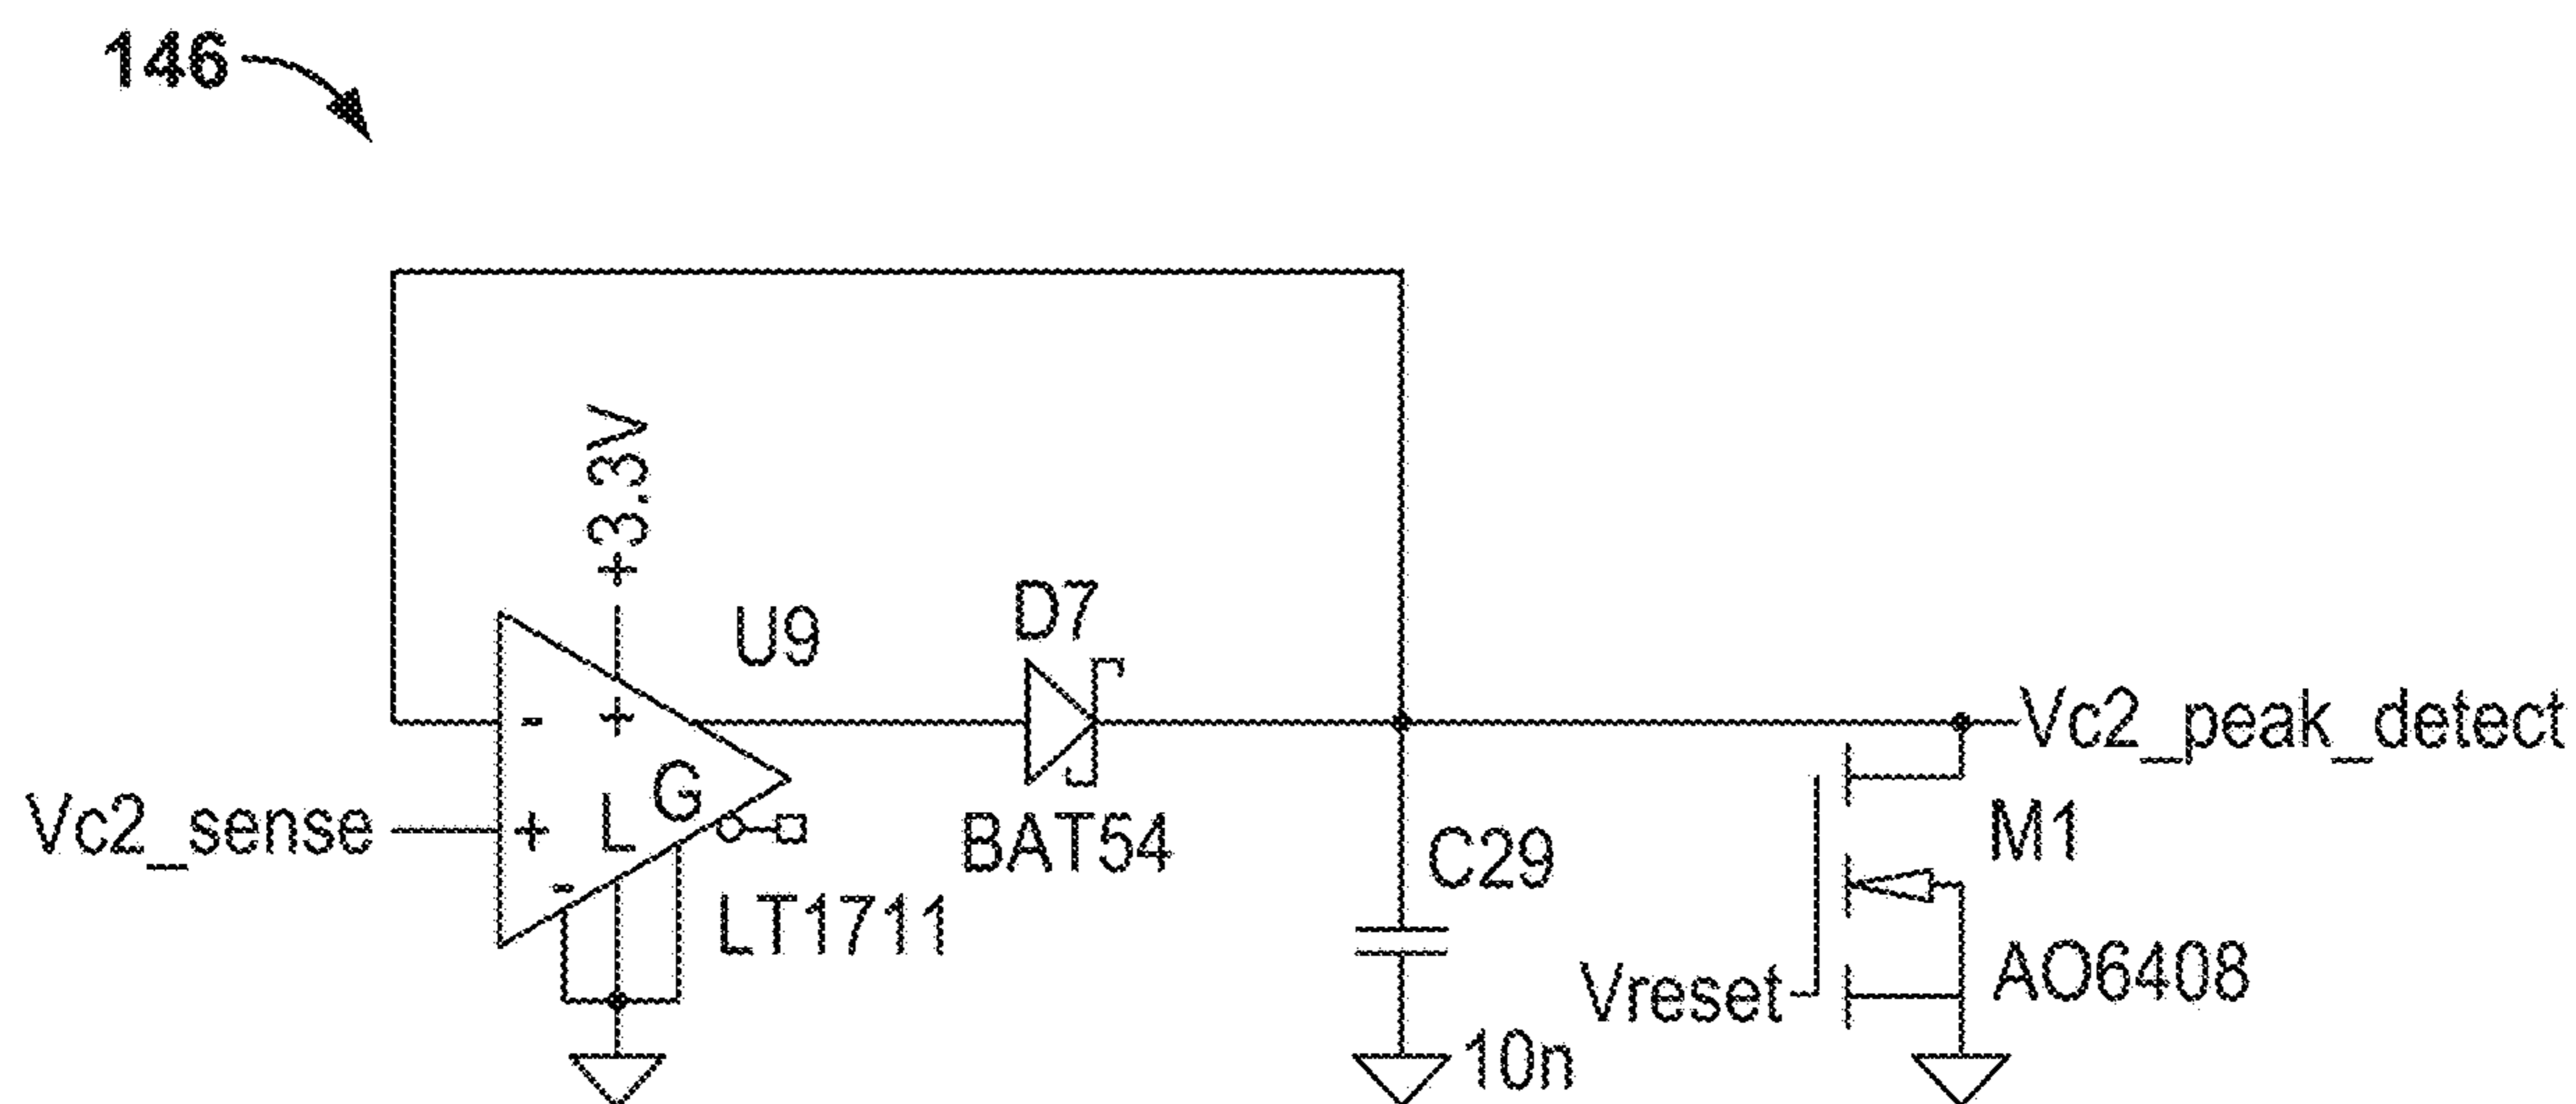 146
+3.3V
U9
D7
- +
Vc2_peak_detect
Vc2_sense
+ L G
M1
BAT54
C29
-
LT1711
Vreset
AO6408
10n